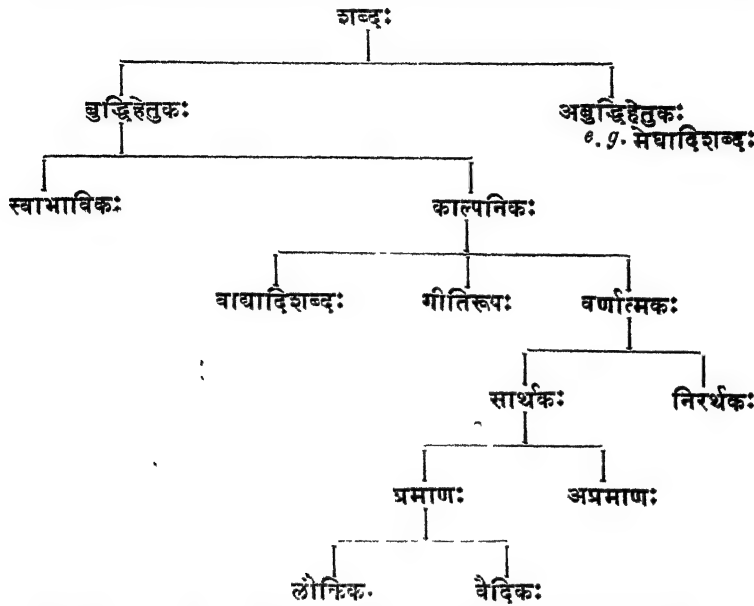 शब्दः
बुद्धिहेतुकः अबुद्धिहेतुकः
e. g. मेघादिशब्दः
स्वाभाविकः काल्पनिकः
वाद्यादिशब्दः गीतिरूपः वर्णात्मकः
सार्थकः निरर्थकः
प्रमाणः अप्रमाणः
लौकिक. वैदिकः